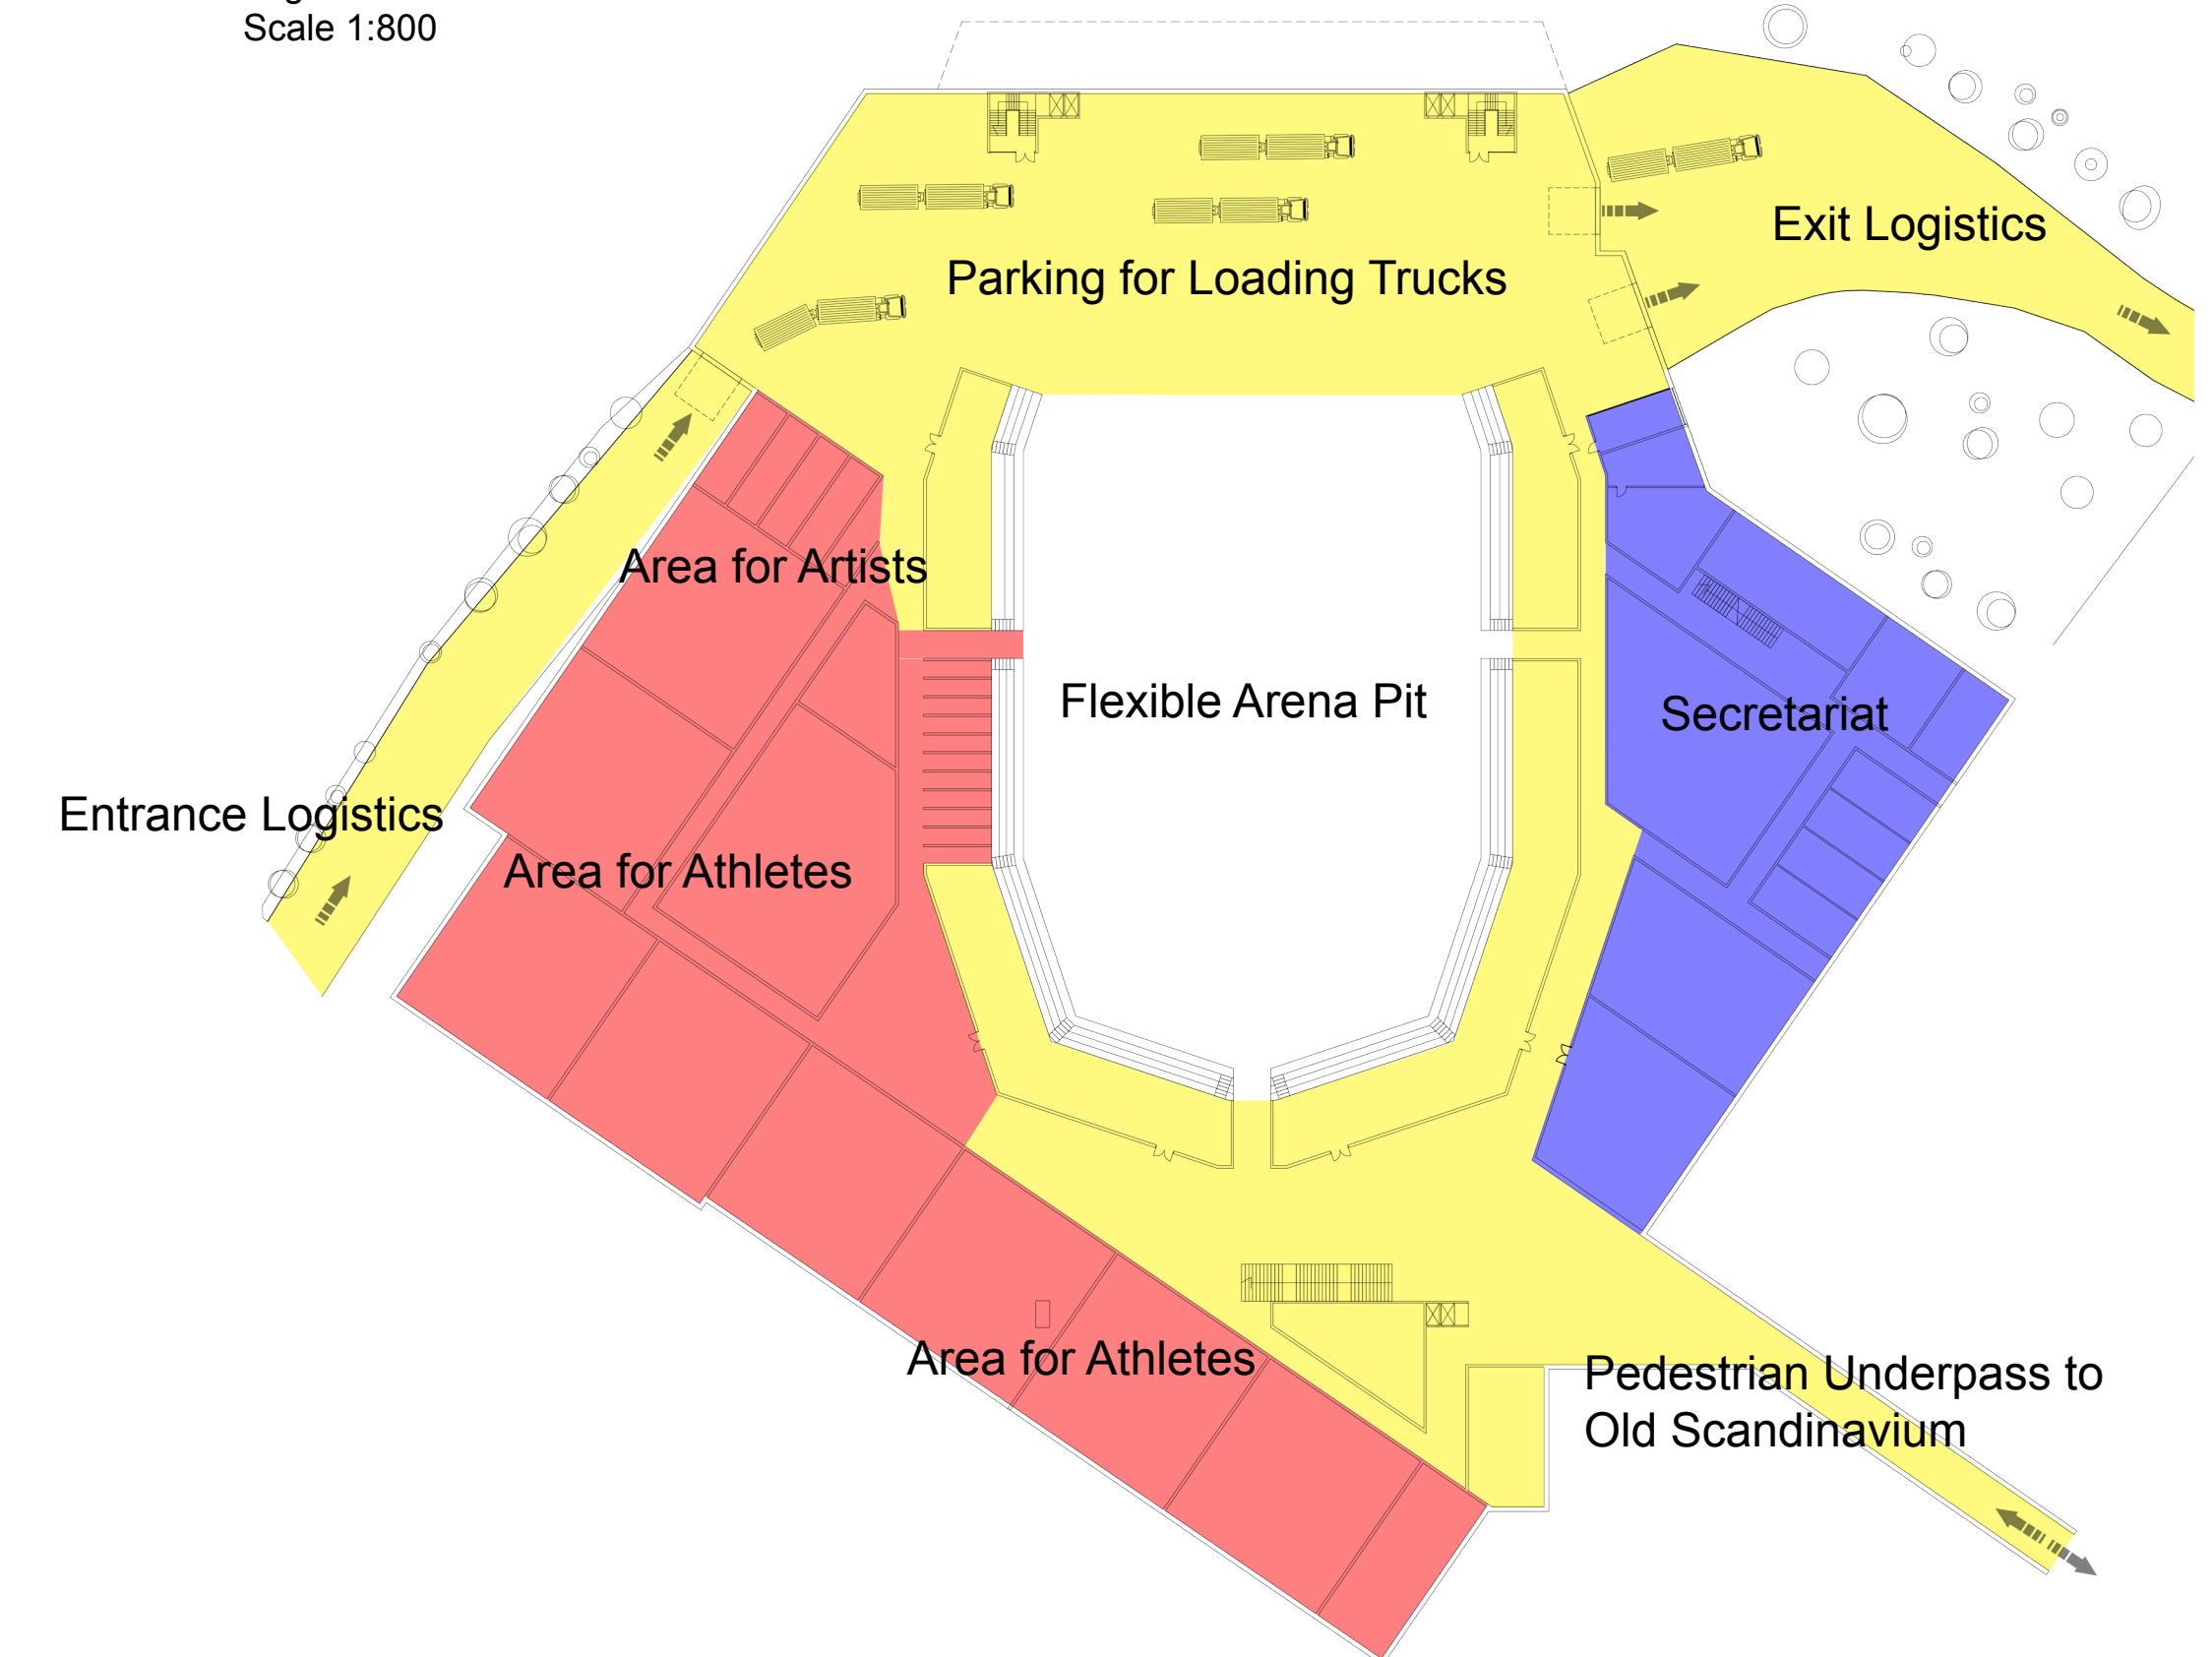 Scale 1:800
Exit Logistics
Parking for Loading Trucks
Area for Artists
Flexible Arena Pit
Secretariat
Entrance Logistics
Area for Athletes
Area for Athletes
Pedestrian Underpass to
Old Scandinavium